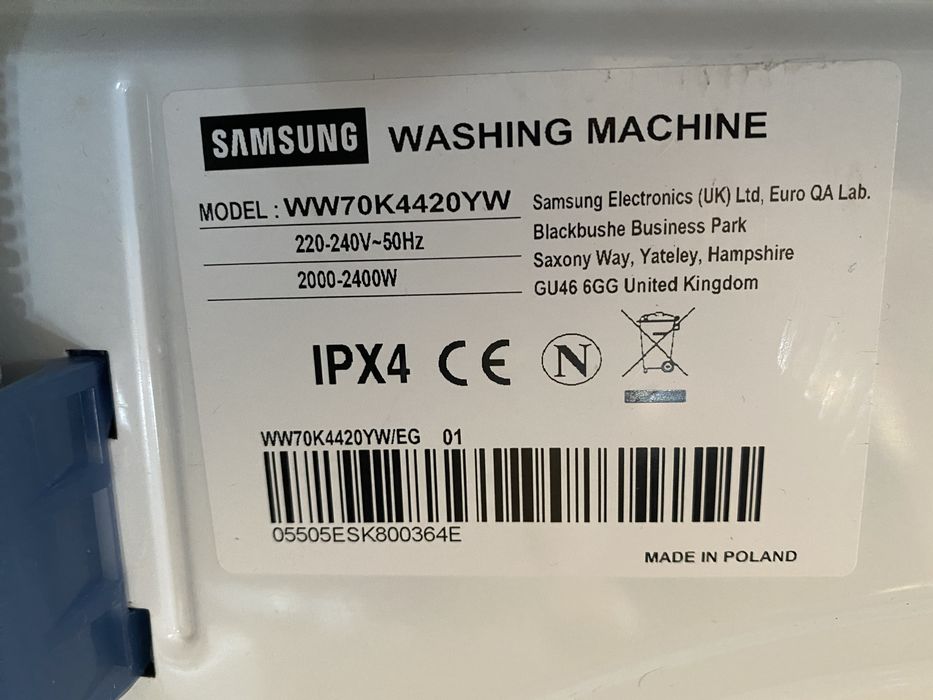 SAMSUNG WASHING MACHINE
MODEL : WW70K4420YW
220-240V~50Hz
2000-2400W
Samsung Electronics (UK) Ltd, Euro QA Lab.
Blackbushe Business Park
Saxony Way, Yateley, Hampshire
GU46 6GG United Kingdom
IPX4 CE N
WW70K4420YW/EG 01
05505ESK800364E
MADE IN POLAND